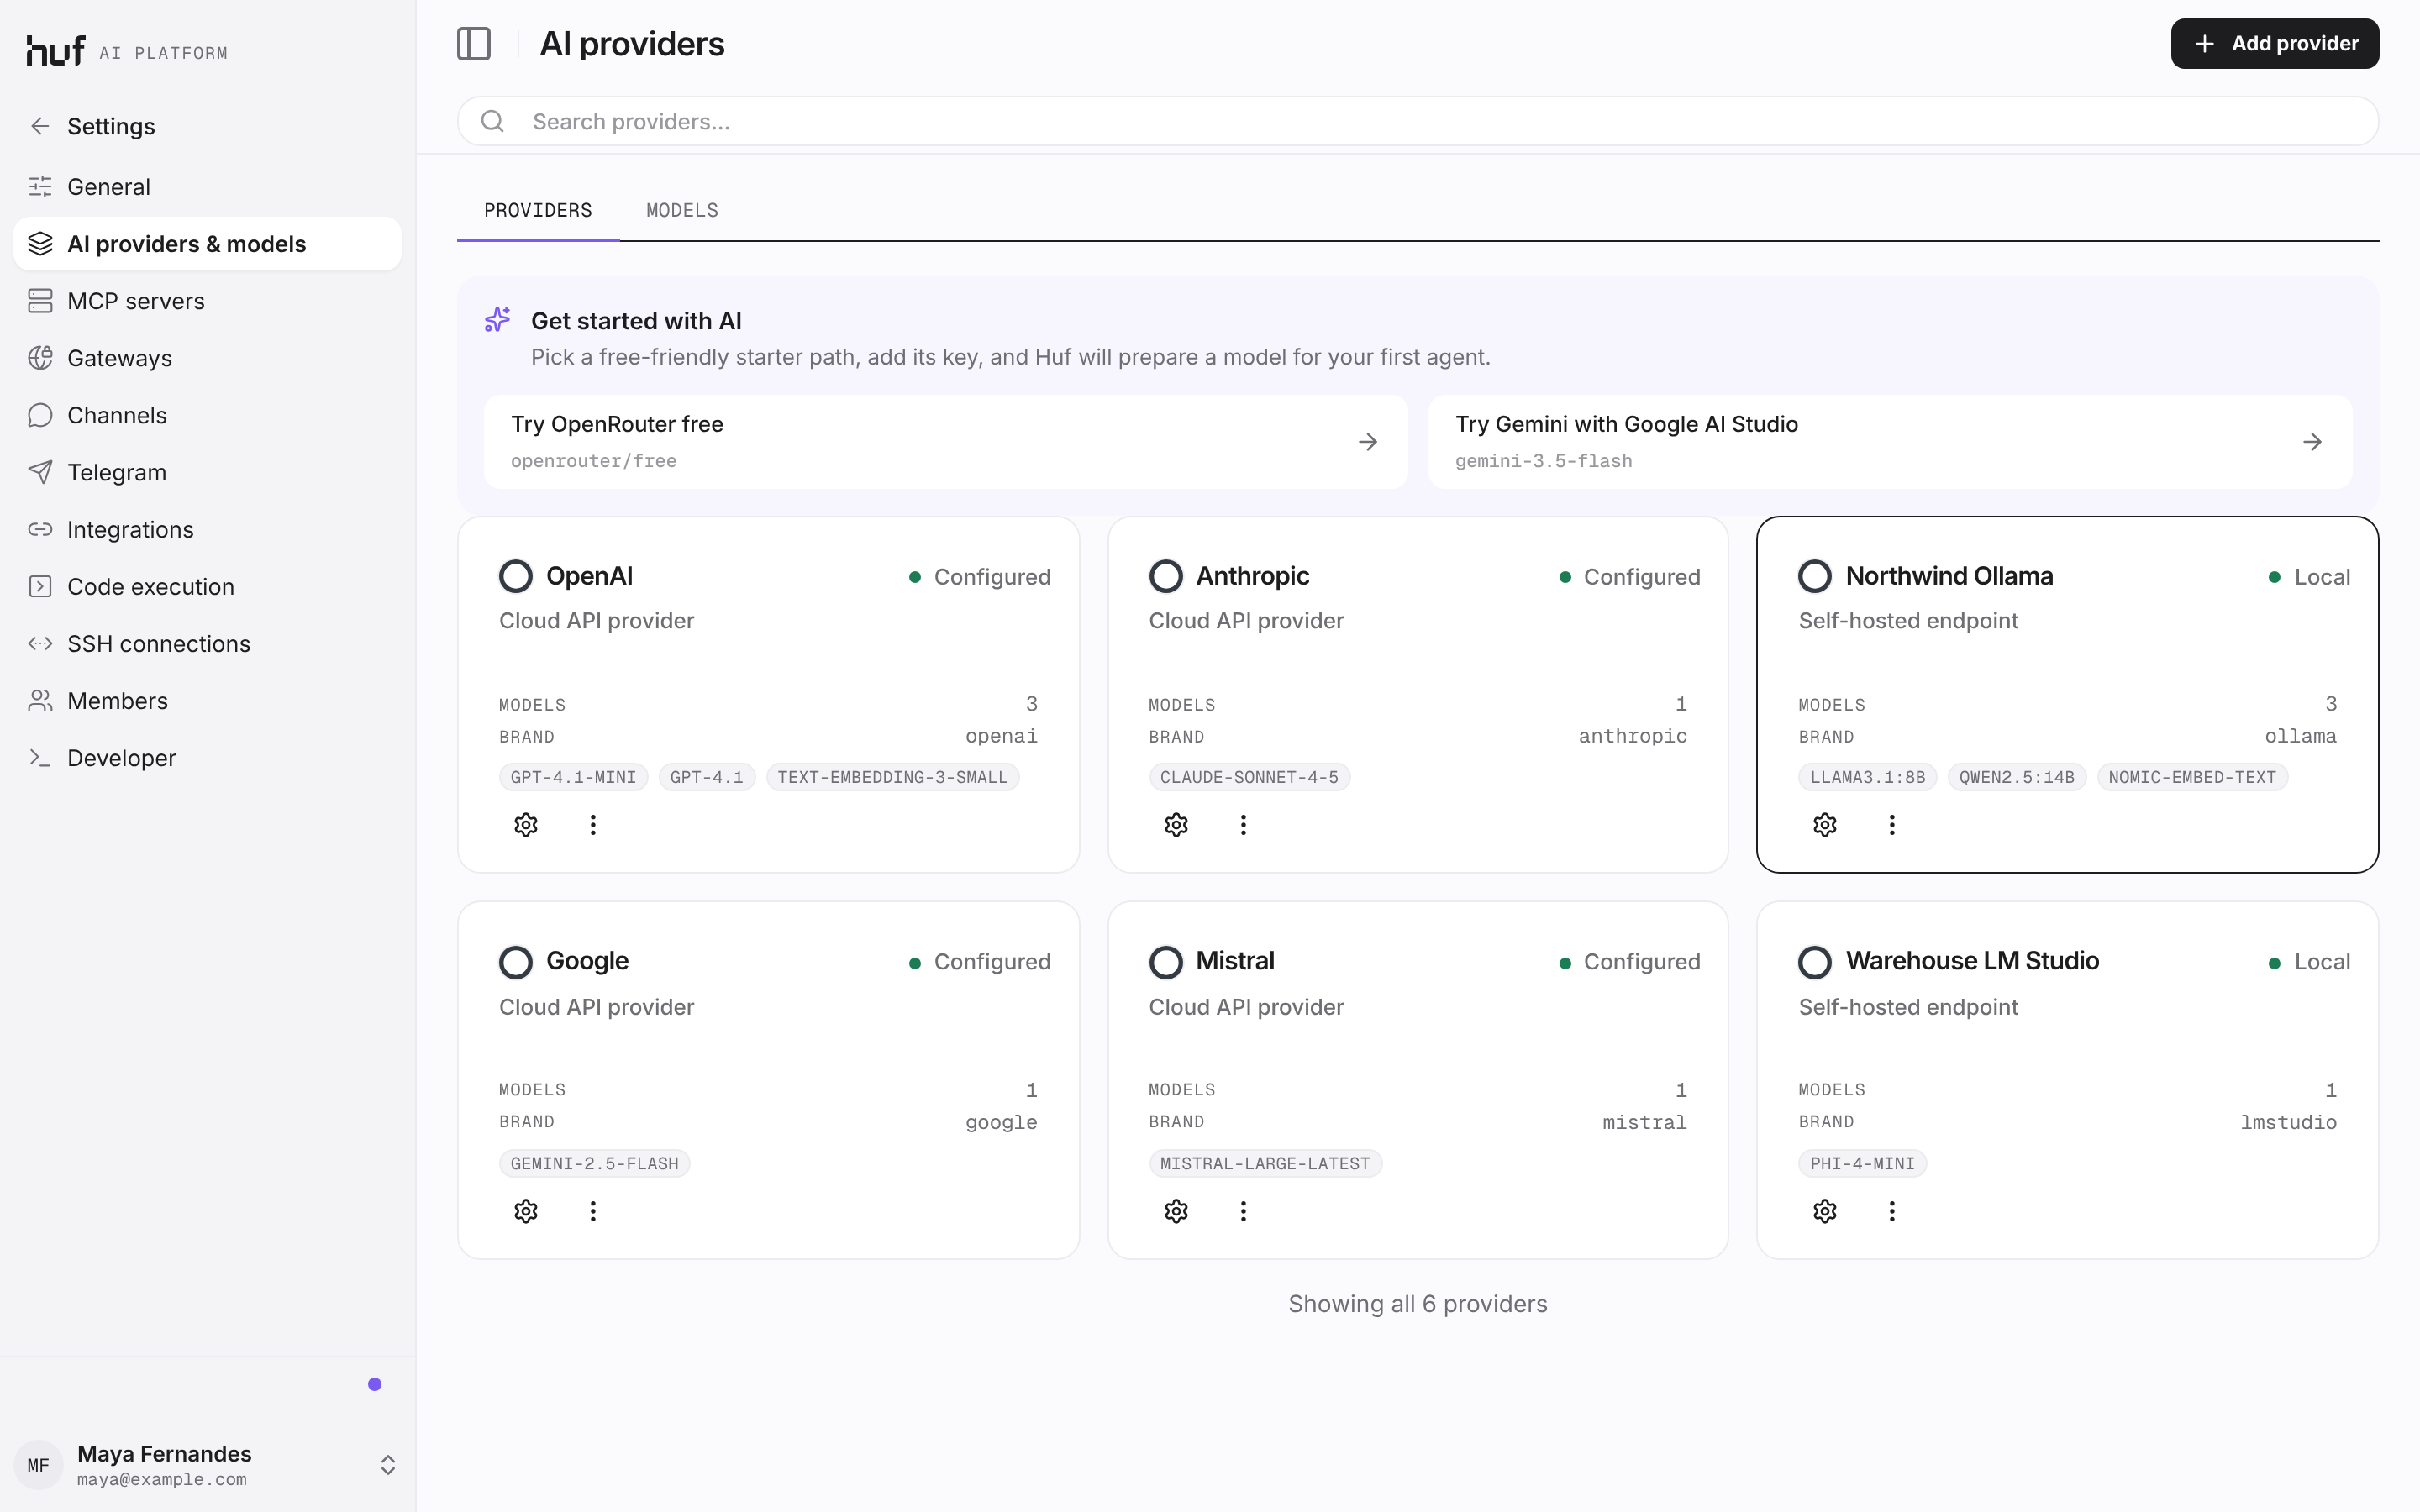 huf AI PLATFORM
Settings
General
AI providers & models
MCP servers
Gateways
Channels
Telegram
Integrations
Code execution
SSH connections
Members
Developer
MF
Maya Fernandes
maya@example.com
AI providers
Add provider
Search providers...
PROVIDERS MODELS
Get started with AI
Pick a free-friendly starter path, add its key, and Huf will prepare a model for your first agent.
Try OpenRouter free
openrouter/free
Try Gemini with Google AI Studio
gemini-3.5-flash
OpenAI Configured
Cloud API provider
MODELS 3
BRAND openai
GPT-4.1-MINI GPT-4.1 TEXT-EMBEDDING-3-SMALL
Anthropic Configured
Cloud API provider
MODELS 1
BRAND anthropic
CLAUDE-SONNET-4-5
Northwind Ollama Local
Self-hosted endpoint
MODELS 3
BRAND ollama
LLAMA3.1:8B QWEN2.5:14B NOMIC-EMBED-TEXT
Google Configured
Cloud API provider
MODELS 1
BRAND google
GEMINI-2.5-FLASH
Mistral Configured
Cloud API provider
MODELS 1
BRAND mistral
MISTRAL-LARGE-LATEST
Warehouse LM Studio Local
Self-hosted endpoint
MODELS 1
BRAND lmstudio
PHI-4-MINI
Showing all 6 providers